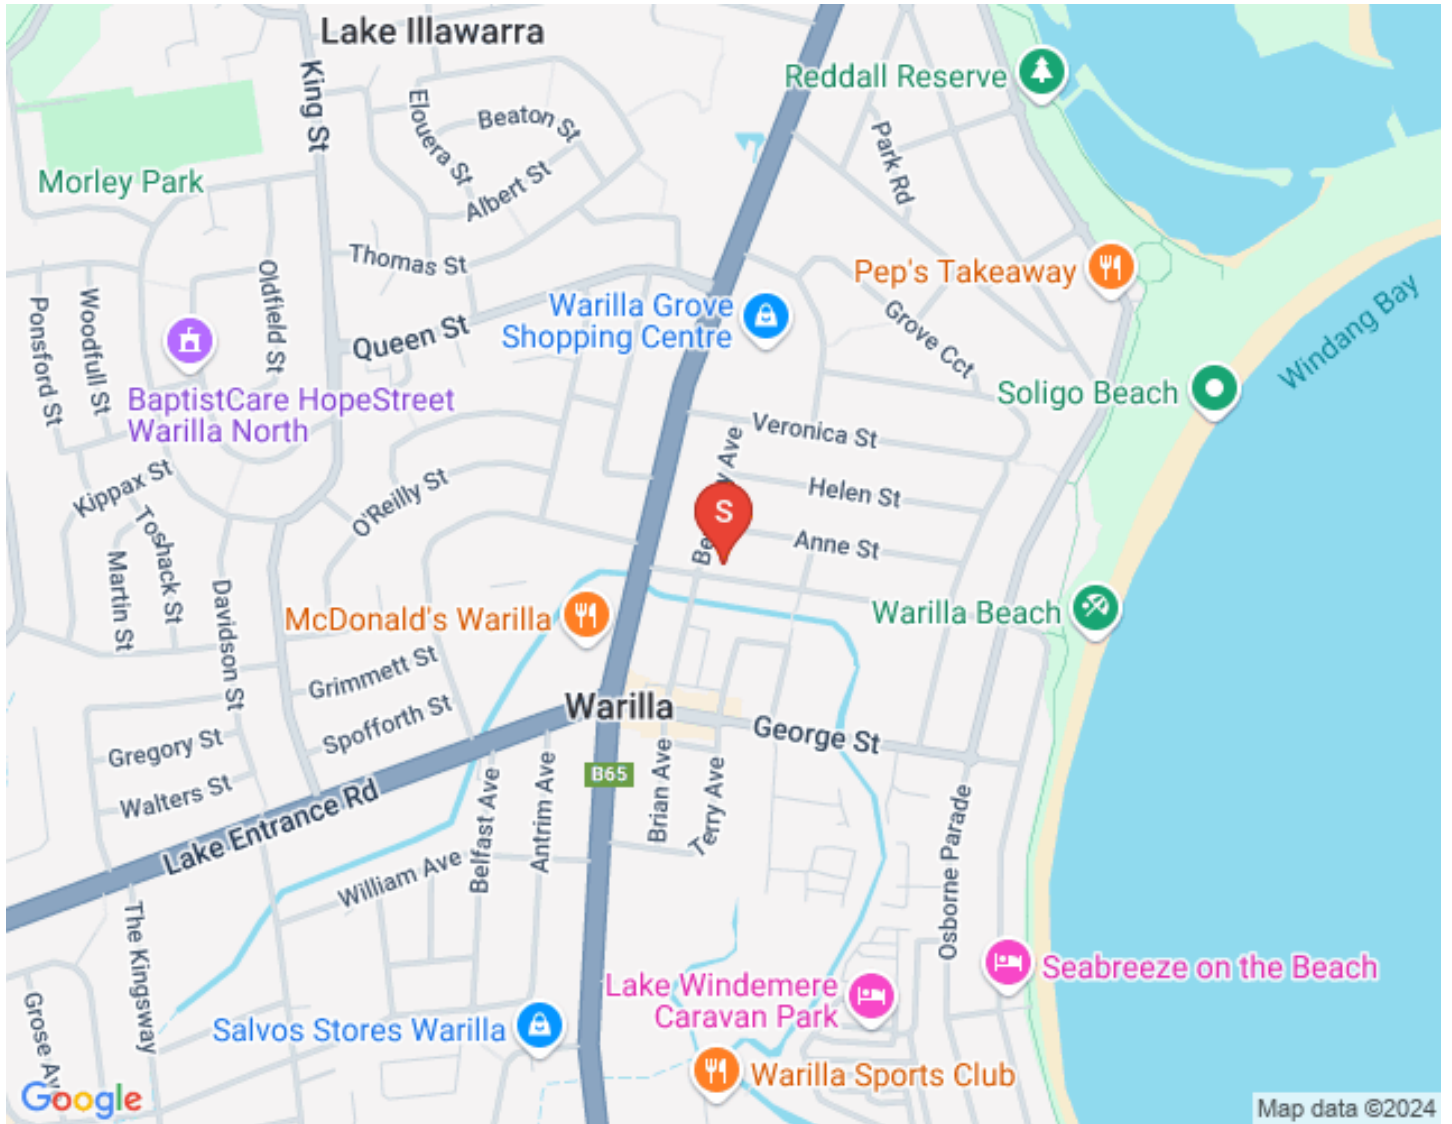 Lake Illawarra
King St
Reddall Reserve
Elouera St
Beaton St
Park Rd
Morley Park
Albert St
Thomas St
Oldfield St
Pep's Takeaway
Windang Bay
Ponsford St
Woodfull St
Queen St
Warilla Grove
Shopping Centre
Grove Cct
BaptistCare HopeStreet
Warilla North
Soligo Beach
Veronica St
Ave
Kippax St
O'Reilly St
Helen St
S
Toshack St
Martin St
Anne St
Davidson St
McDonald's Warilla
Warilla Beach
Grimmett St
Warilla
Spofforth St
George St
Gregory St
B65
Walters St
Lake Entrance Rd
Belfast Ave
Antrim Ave
Brian Ave
Terry Ave
William Ave
Osborne Parade
The Kingsway
Seabreeze on the Beach
Lake Windemere
Caravan Park
Grose
Salvos Stores Warilla
Warilla Sports Club
Google
Map data ©2024